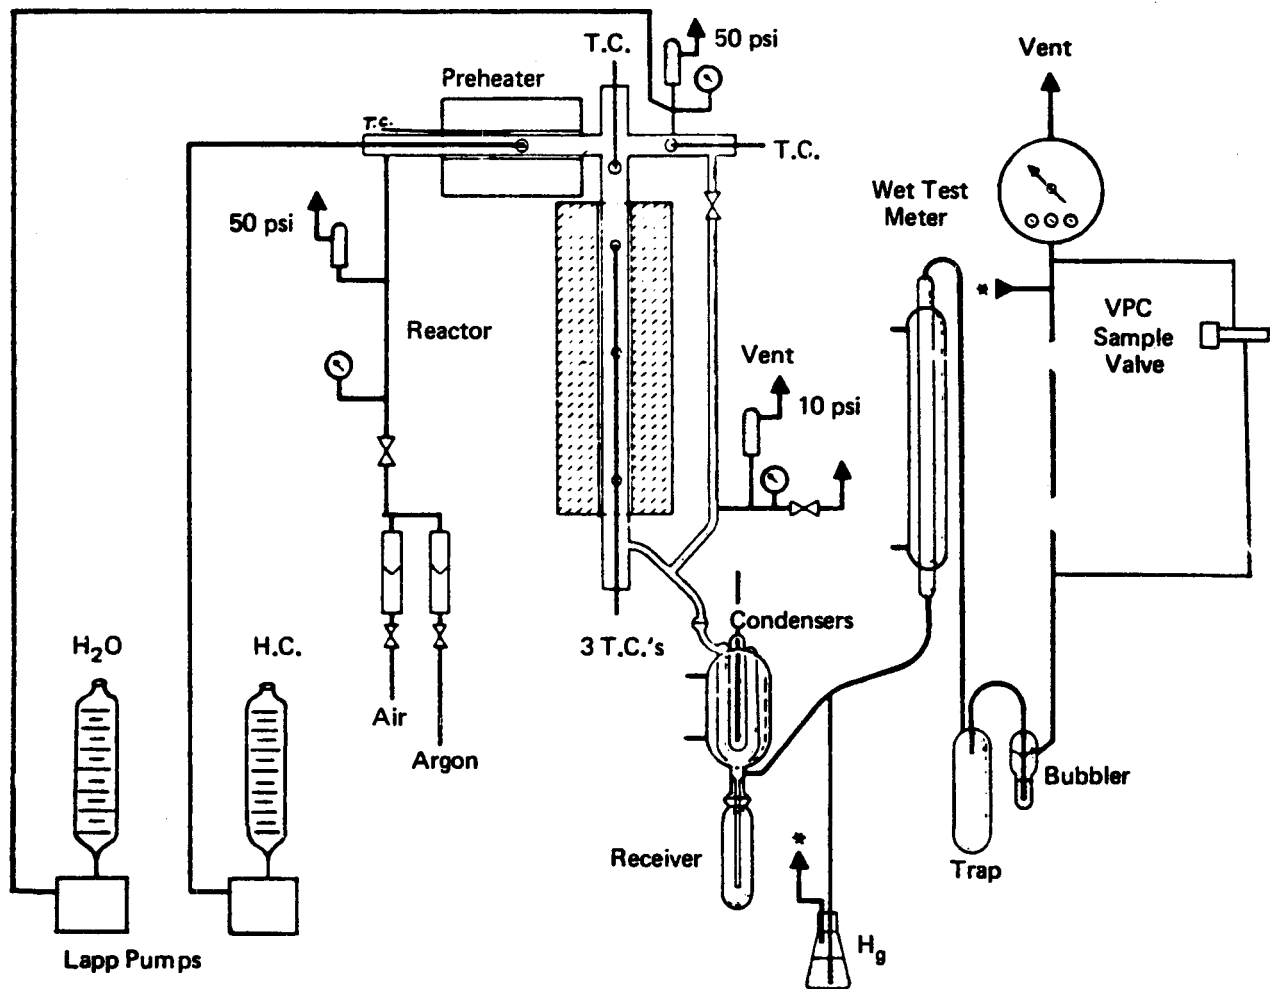 T.C.
50 psi
Vent
Preheater
T.C.
T.C.
Wet Test
Meter
50 psi
*
VPC
Sample
Valve
Reactor
Vent
10 psi
H2O
H.C.
3 T.C.'s
Condensers
Air
Argon
Bubbler
Receiver
*
Trap
Hg
Lapp Pumps